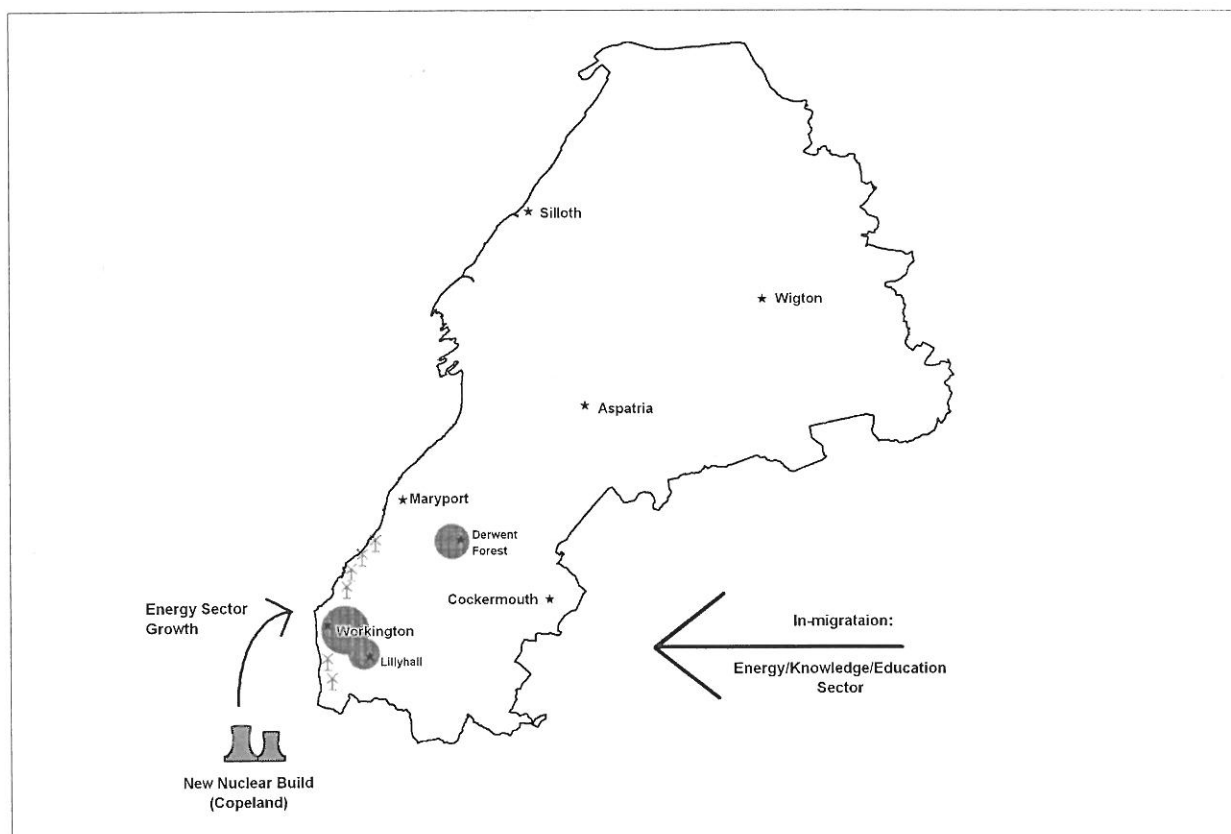 Silloth
Wigton
Aspatria
Maryport
Derwent
Forest
Cockermouth
Energy Sector
Growth
Workington
Lillyhall
In-migrataion:
Energy/Knowledge/Education
Sector
New Nuclear Build
(Copeland)